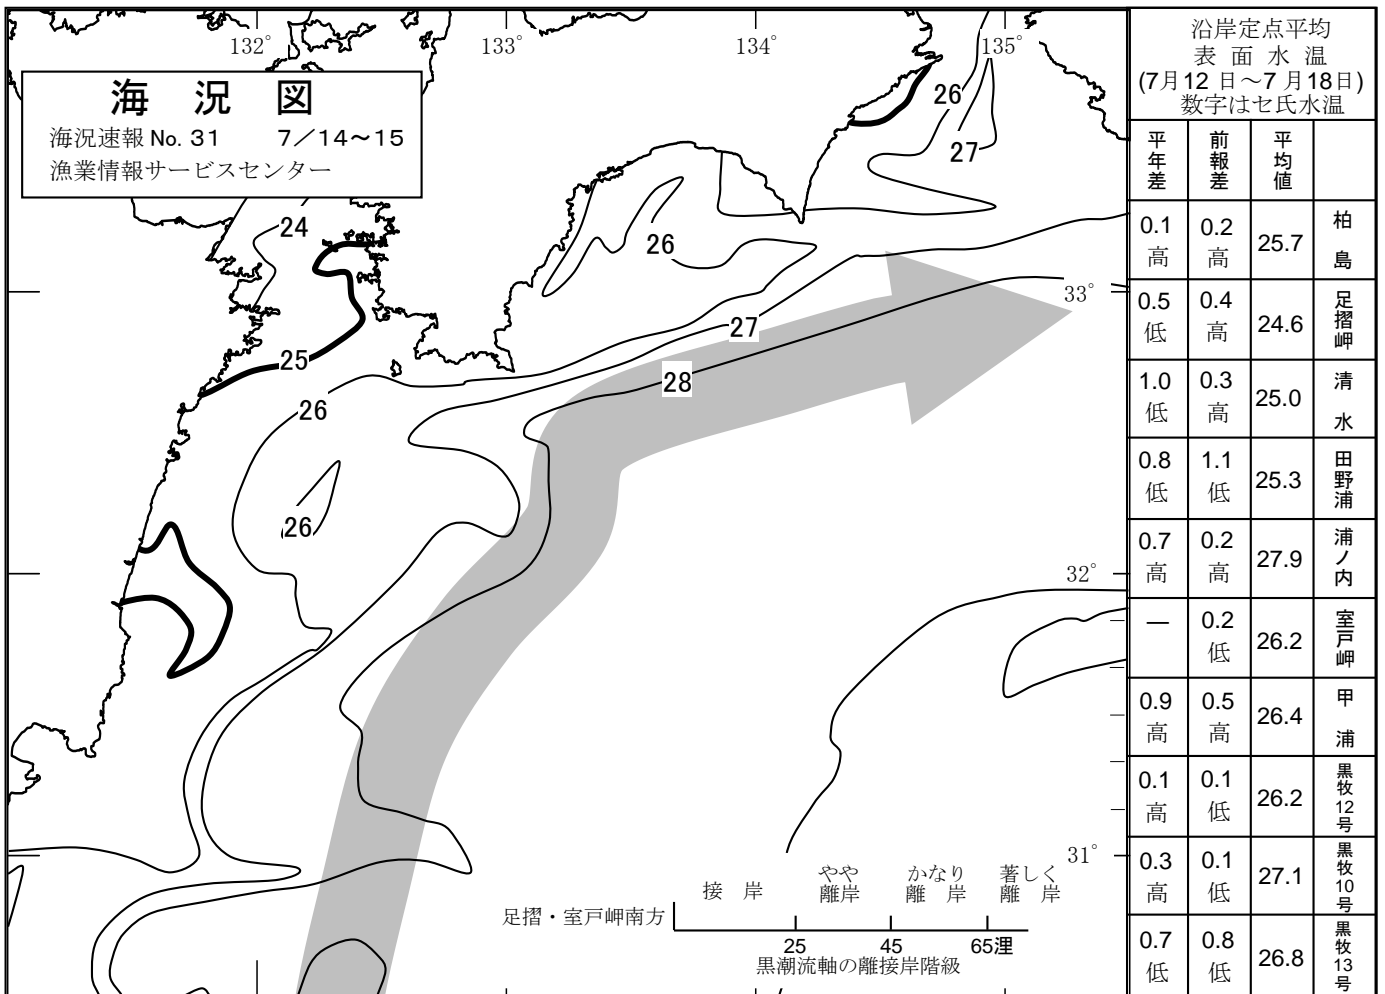 132°
133°
134°
135°
海 況 図
海況速報 No. 31 7／14～15
漁業情報サービスセンター
26
27
24
26
33°
27
25
28
26
26
32°
31°
接 岸
やや離岸
かなり離 岸
著しく離 岸
足摺・室戸岬南方
25 45 65浬
黒潮流軸の離接岸階級
沿岸定点平均
表 面 水 温
(7月12 日～7 月18日)
数字はセ氏水温
平年差 前報差 平均値
0.1高 0.2高 25.7 柏 島
0.5低 0.4高 24.6 足摺岬
1.0低 0.3高 25.0 清 水
0.8低 1.1低 25.3 田野浦
0.7高 0.2高 27.9 浦ノ内
— 0.2低 26.2 室戸岬
0.9高 0.5高 26.4 甲 浦
0.1高 0.1低 26.2 黒牧12号
0.3高 0.1低 27.1 黒牧10号
0.7低 0.8低 26.8 黒牧13号